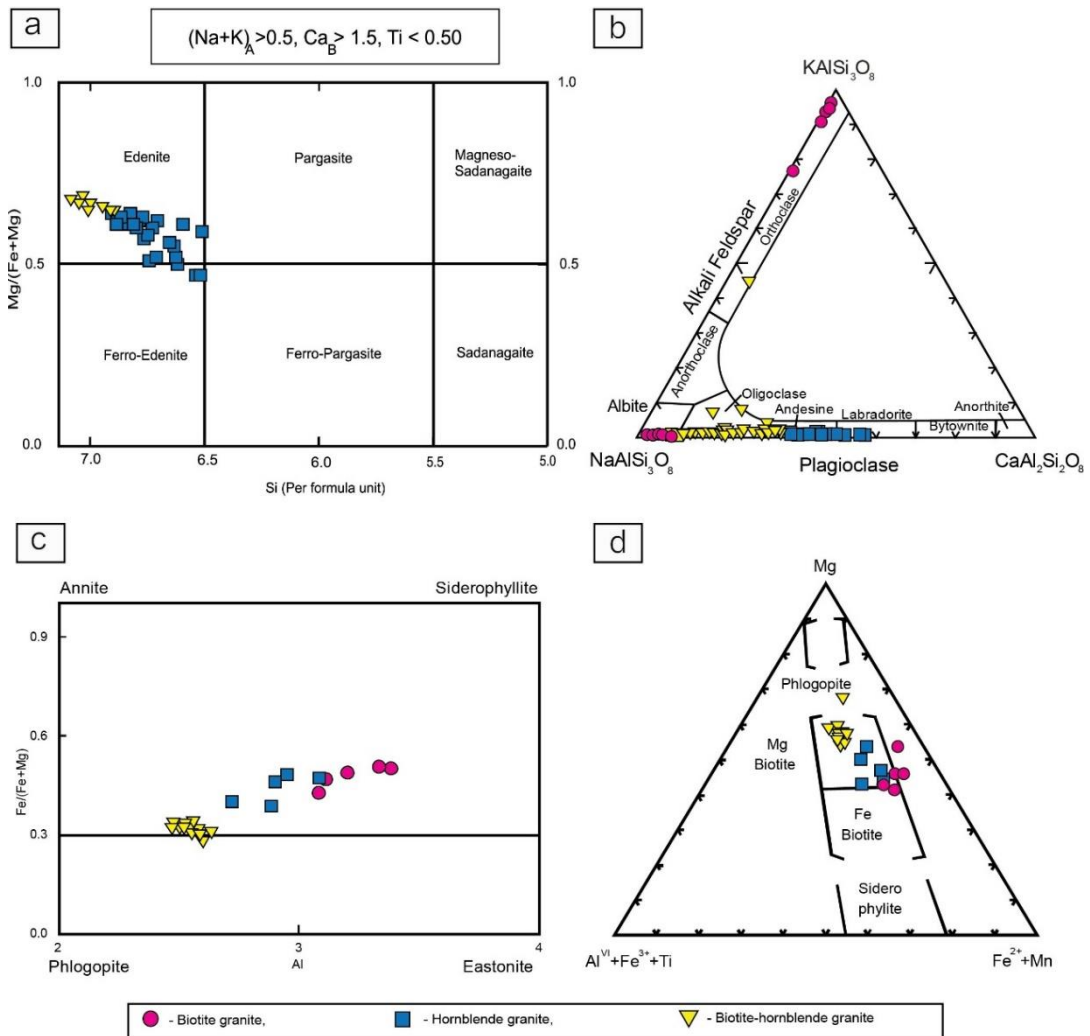 a
(Na+K)A >0.5, CaB > 1.5, Ti < 0.50
1.0
1.0
Edenite
Pargasite
Magneso-
Sadanagaite
Mg/(Fe+Mg)
0.5
0.5
Ferro-Edenite
Ferro-Pargasite
Sadanagaite
0.0
0.0
7.0
6.5
6.0
5.5
5.0
Si (Per formula unit)
b
KAlSi3O8
Alkali Feldspar
Orthoclase
Anorthoclase
Albite
Oligoclase
Andesine
Labradorite
Bytownite
Anorthite
NaAlSi3O8
Plagioclase
CaAl2Si2O8
c
Annite
Siderophyllite
0.9
0.6
0.3
0.0
Fe/(Fe+Mg)
2
3
4
Phlogopite
Al
Eastonite
d
Mg
Phlogopite
Mg
Biotite
Fe
Biotite
Sidero
phylite
AlVI+Fe3++Ti
Fe2++Mn
- Biotite granite,
- Hornblende granite,
- Biotite-hornblende granite